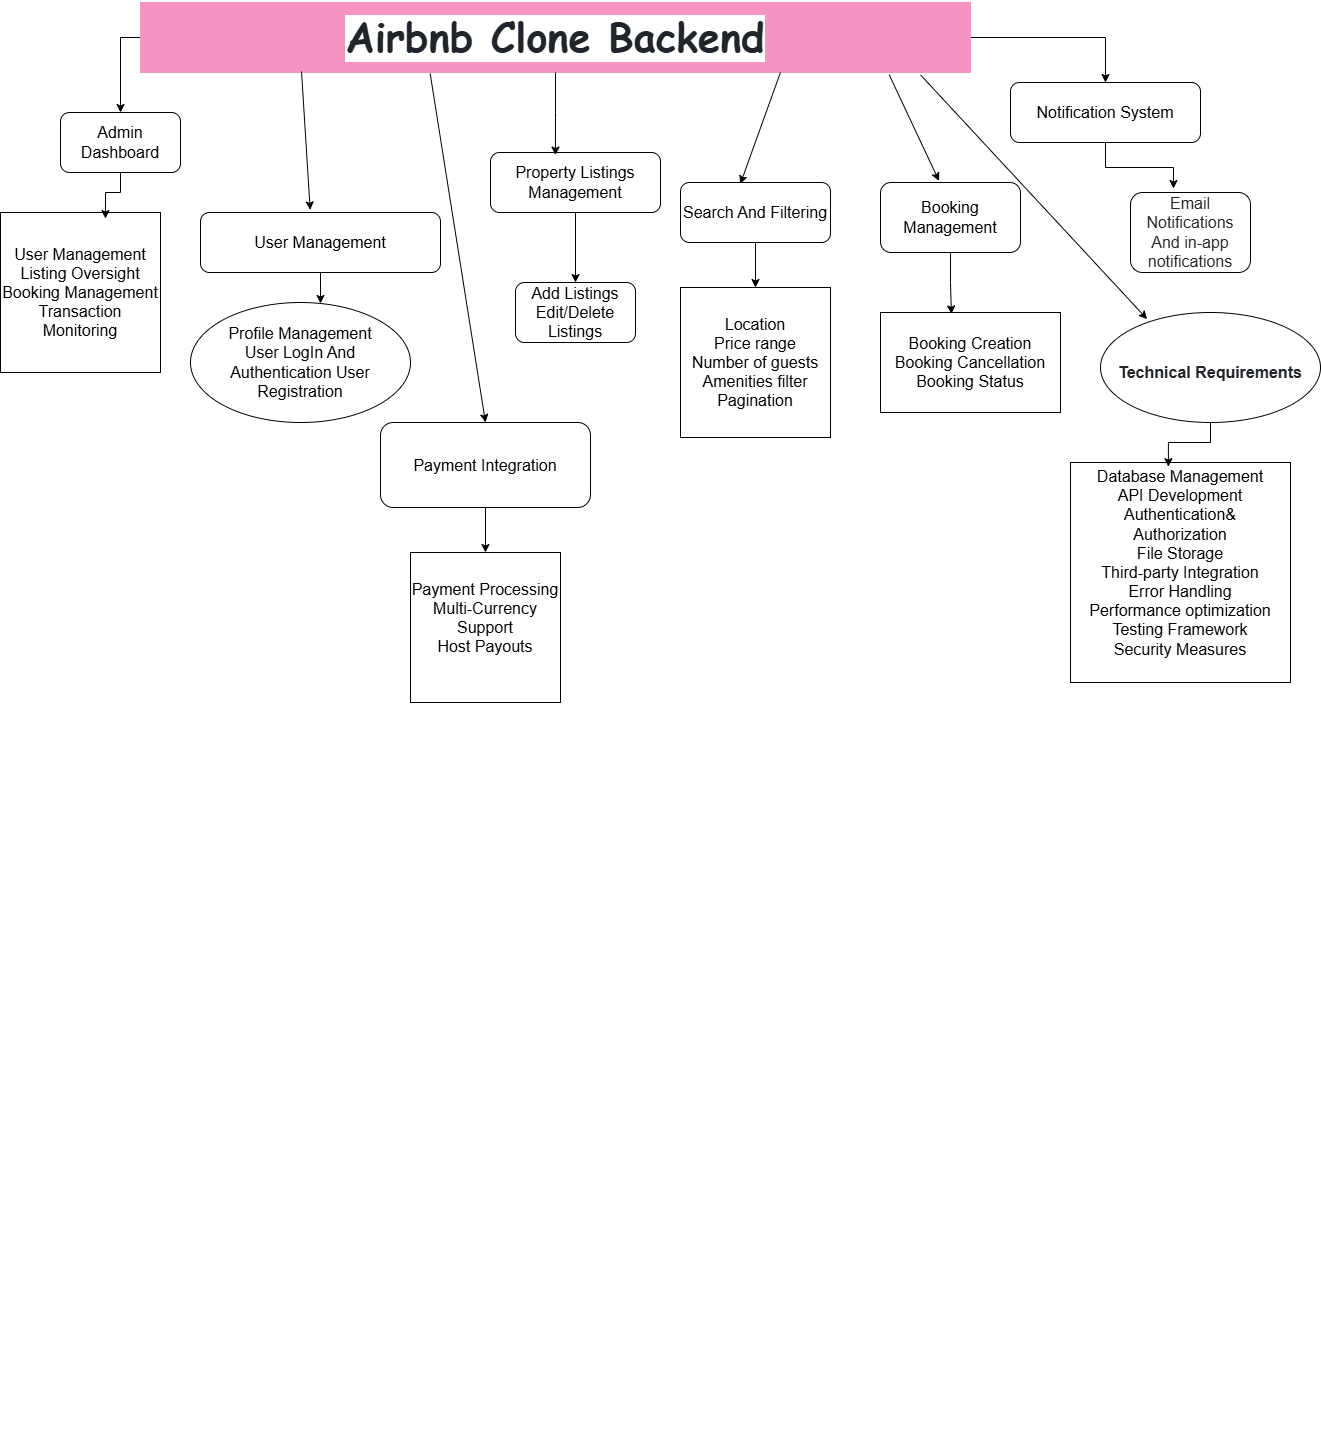 Airbnb Clone Backend
Admin
Dashboard
User Management
Listing Oversight
Booking Management
Transaction
Monitoring
User Management
Profile Management
User LogIn And
Authentication User
Registration
Payment Integration
Payment Processing
Multi-Currency
Support
Host Payouts
Property Listings
Management
Add Listings
Edit/Delete
Listings
Search And Filtering
Location
Price range
Number of guests
Amenities filter
Pagination
Booking
Management
Booking Creation
Booking Cancellation
Booking Status
Notification System
Email
Notifications
And in-app
notifications
Technical Requirements
Database Management
API Development
Authentication&
Authorization
File Storage
Third-party Integration
Error Handling
Performance optimization
Testing Framework
Security Measures